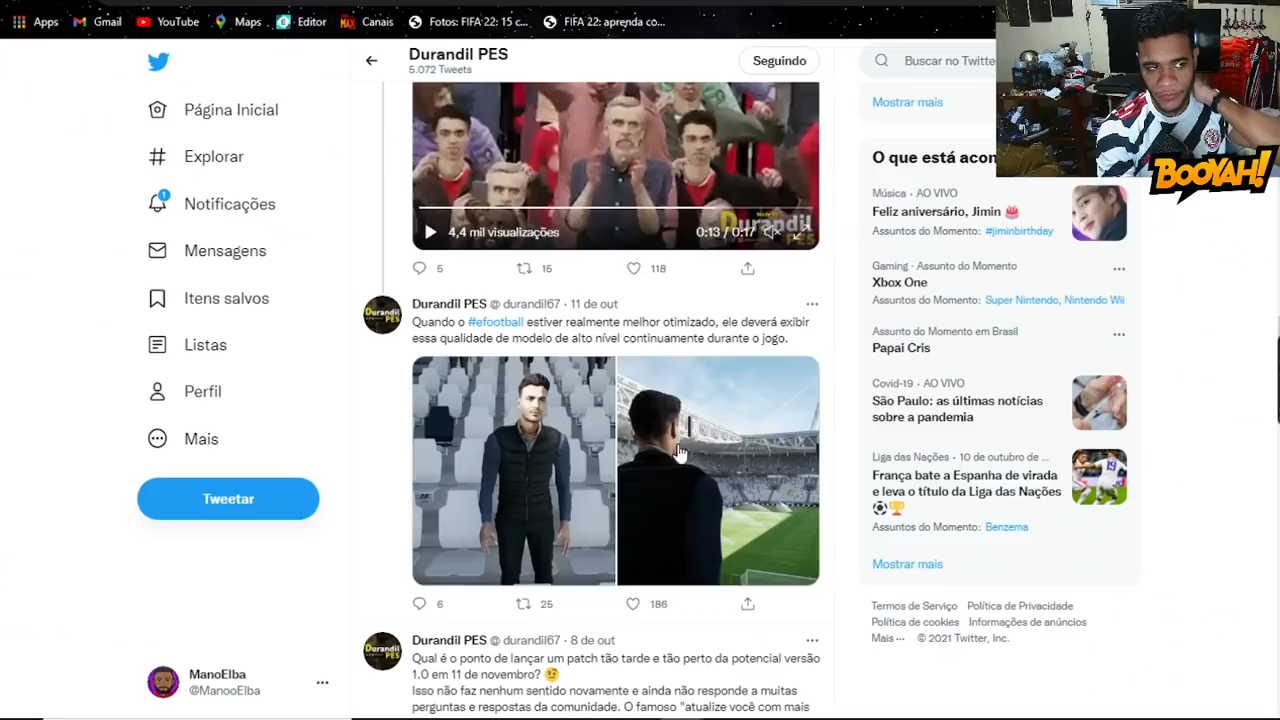 Apps
Gmail
YouTube
Maps
Editor
MAX
Canais
Fotos: FIFA 22: 15 c...
FIFA 22: aprenda co...
Página Inicial
Explorar
1
Notificações
Mensagens
Itens salvos
Listas
Perfil
Mais
Tweetar
ManoElba
@ManooElba
Durandil PES
5.072 Tweets
Seguindo
Durandil
4,4 mil visualizações
0:13 / 0:17
5
15
118
Durandil PES @durandil67 · 11 de out
Quando o #efootball estiver realmente melhor otimizado, ele deverá exibir
essa qualidade de modelo de alto nível continuamente durante o jogo.
6
25
186
Durandil PES @durandil67 · 8 de out
Qual é o ponto de lançar um patch tão tarde e tão perto da potencial versão
1.0 em 11 de novembro? 🤨
Isso não faz nenhum sentido novamente e ainda não responde a muitas
perguntas e respostas da comunidade. O famoso "atualize você com mais
Buscar no Twitte
Mostrar mais
O que está acon
Música · AO VIVO
Feliz aniversário, Jimin 🎂
Assuntos do Momento: #jiminbirthday
Gaming · Assunto do Momento
Xbox One
Assuntos do Momento: Super Nintendo, Nintendo Wii
Assunto do Momento em Brasil
Papai Cris
Covid-19 · AO VIVO
São Paulo: as últimas notícias
sobre a pandemia
Liga das Nações · 10 de outubro de ...
França bate a Espanha de virada
e leva o título da Liga das Nações
⚽🏆
Assuntos do Momento: Benzema
Mostrar mais
Termos de Serviço Política de Privacidade
Política de cookies Informações de anúncios
Mais ··· © 2021 Twitter, Inc.
BOOYAH!